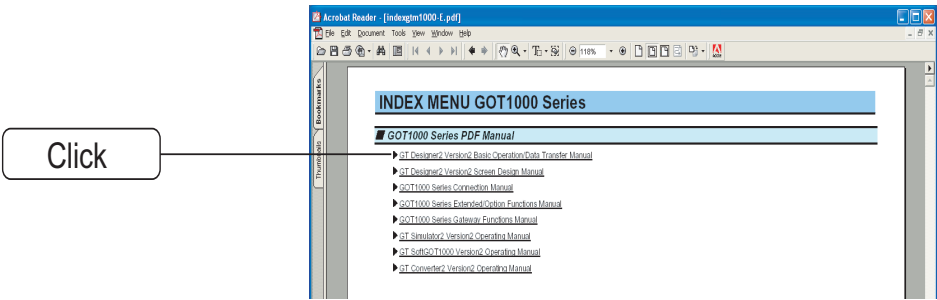 Acrobat Reader - [indexgtm1000-E.pdf]
File Edit Document Tools View Window Help
118%
Bookmarks
Thumbnails
INDEX MENU GOT1000 Series
GOT1000 Series PDF Manual
Click
GT Designer2 Version2 Basic Operation/Data Transfer Manual
GT Designer2 Version2 Screen Design Manual
GOT1000 Series Connection Manual
GOT1000 Series Extended/Option Functions Manual
GOT1000 Series Gateway Functions Manual
GT Simulator2 Version2 Operating Manual
GT SoftGOT1000 Version2 Operating Manual
GT Converter2 Version2 Operating Manual